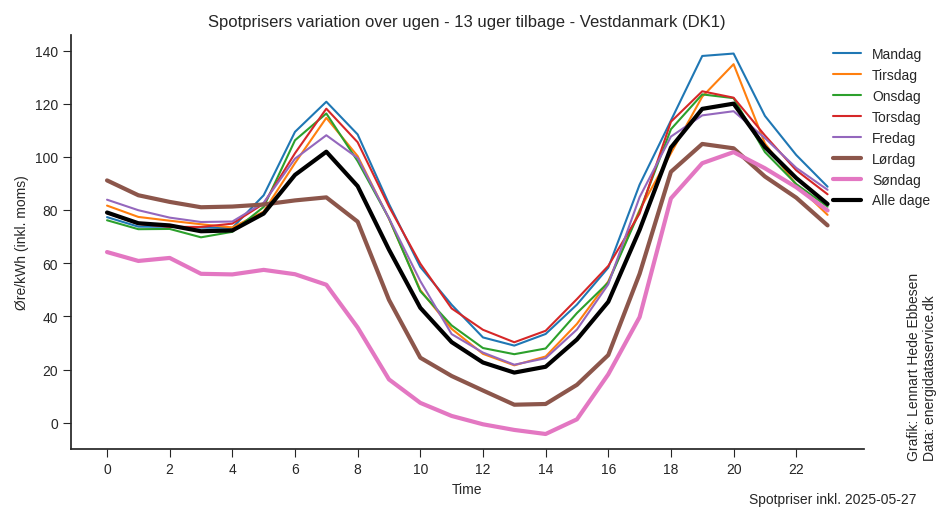 Spotprisers variation over ugen - 13 uger tilbage - Vestdanmark (DK1)
Øre/kWh (inkl. moms)
140
120
100
80
60
40
20
0
0 2 4 6 8 10 12 14 16 18 20 22
Time
Mandag
Tirsdag
Onsdag
Torsdag
Fredag
Lørdag
Søndag
Alle dage
Grafik: Lennart Hede Ebbesen
Data: energidataservice.dk
Spotpriser inkl. 2025-05-27